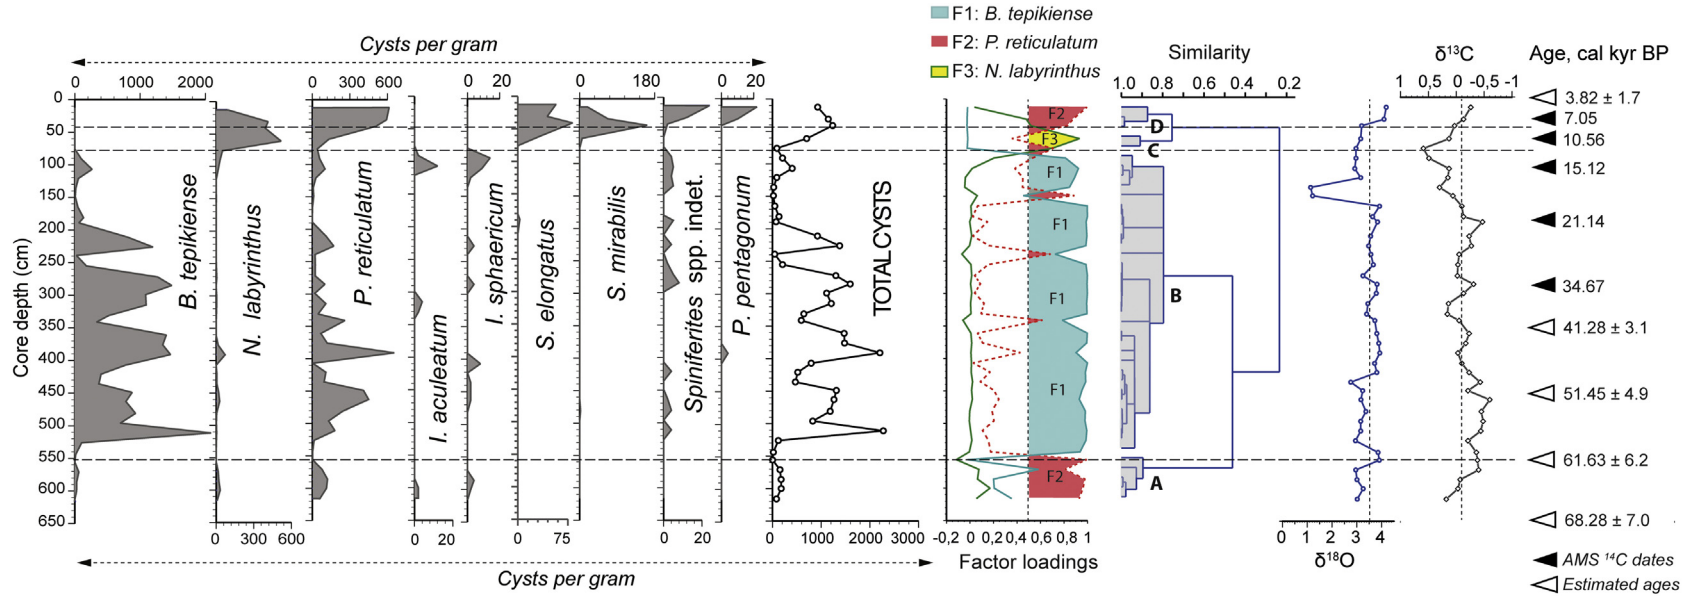 F1: B. tepikiense
F2: P. reticulatum
F3: N. labyrinthus
Cysts per gram
Similarity
δ¹³C
Age, cal kyr BP
0 1000 2000
0 300 600
0 20
0 20
0 180
0 20
0 20
1.0 0.8 0.6 0.4 0.2
1 0,5 0 -0,5 -1
Core depth (cm)
0
50
100
150
200
250
300
350
400
450
500
550
600
650
B. tepikiense
N. labyrinthus
P. reticulatum
I. aculeatum
I. sphaericum
S. elongatus
S. mirabilis
Spiniferites spp. indet.
P. pentagonum
TOTAL CYSTS
F2
F3
F1
F1
F1
F1
F2
D
C
B
A
3.82 ± 1.7
7.05
10.56
15.12
21.14
34.67
41.28 ± 3.1
51.45 ± 4.9
61.63 ± 6.2
68.28 ± 7.0
0 300 600
0 20
0 75
0 20
0 1000 2000 3000
-0,2 0 0,2 0,4 0,6 0,8 1
Factor loadings
0 1 2 3 4
δ¹⁸O
AMS ¹⁴C dates
Estimated ages
Cysts per gram